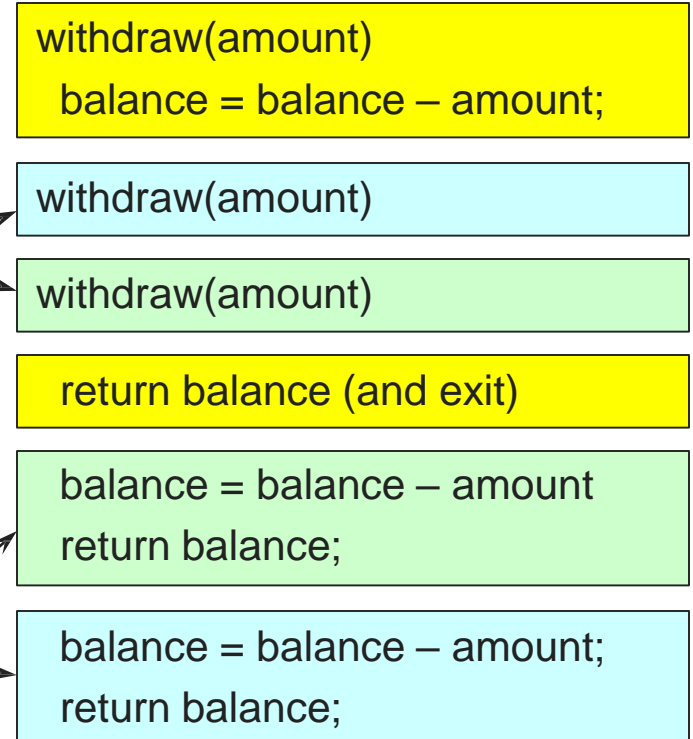 withdraw(amount)
balance = balance – amount;
withdraw(amount)
withdraw(amount)
return balance (and exit)
balance = balance – amount
return balance;
balance = balance – amount;
return balance;